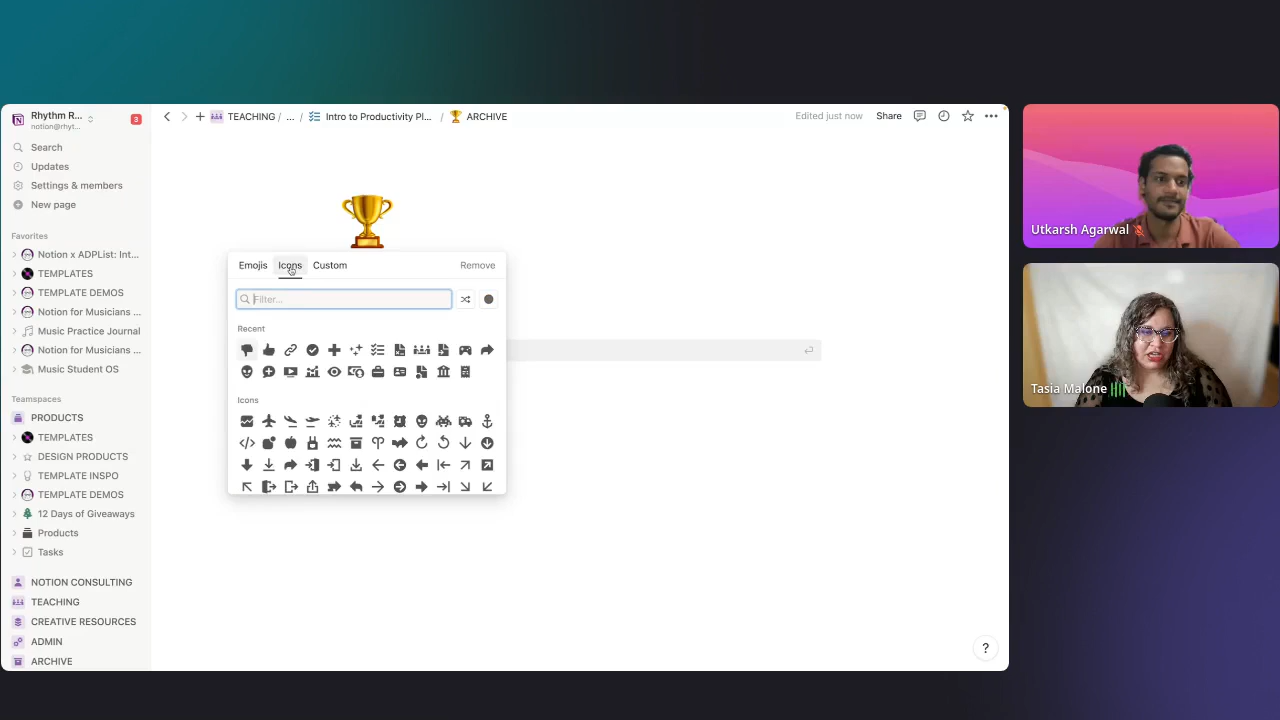 Rhythm R...
notion@rhyt...
3
Search
Updates
Settings & members
New page
Favorites
Notion x ADPList: Int...
TEMPLATES
TEMPLATE DEMOS
Notion for Musicians ...
Music Practice Journal
Notion for Musicians ...
Music Student OS
Teamspaces
PRODUCTS
TEMPLATES
DESIGN PRODUCTS
TEMPLATE INSPO
TEMPLATE DEMOS
12 Days of Giveaways
Products
Tasks
NOTION CONSULTING
TEACHING
CREATIVE RESOURCES
ADMIN
ARCHIVE
TEACHING / ... Intro to Productivity Pl... / ARCHIVE
Edited just now Share
Emojis Icons Custom Remove
Filter...
Recent
Icons
?
Utkarsh Agarwal
Tasia Malone